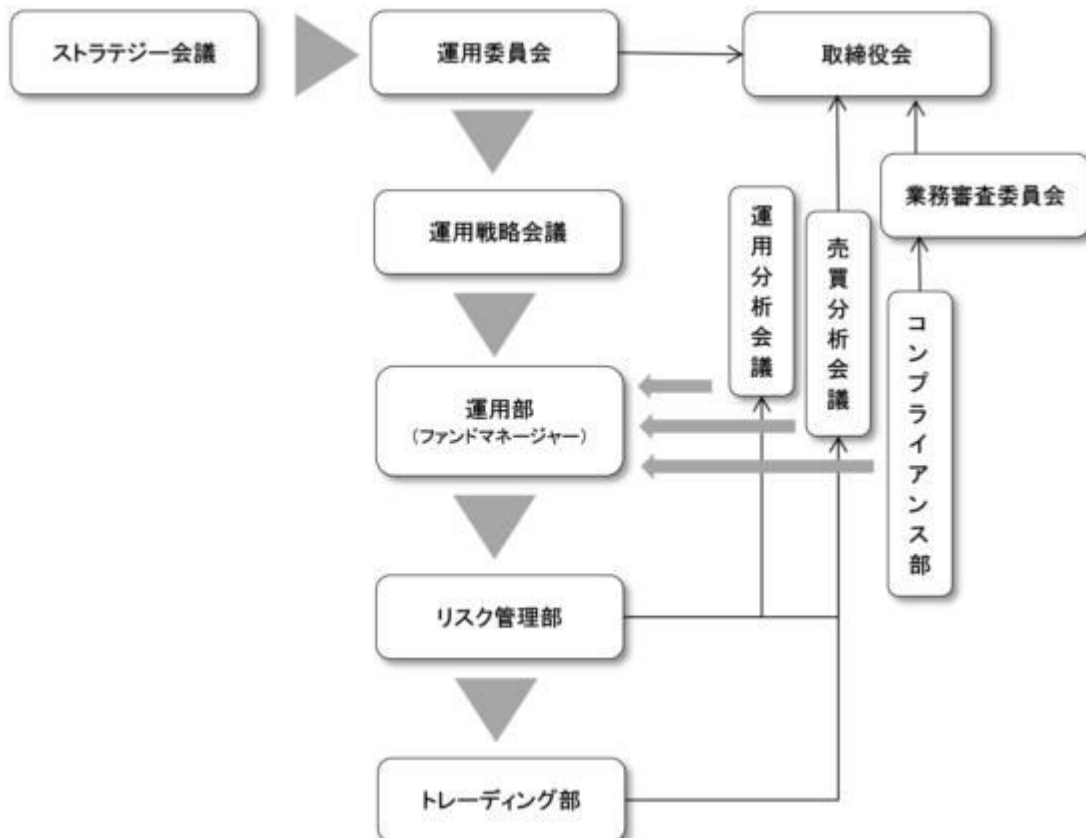 ストラテジー会議
運用委員会
取締役会
業務審査委員会
運用戦略会議
運用分析会議
売買分析会議
コンプライアンス部
運用部
(ファンドマネージャー)
リスク管理部
トレーディング部